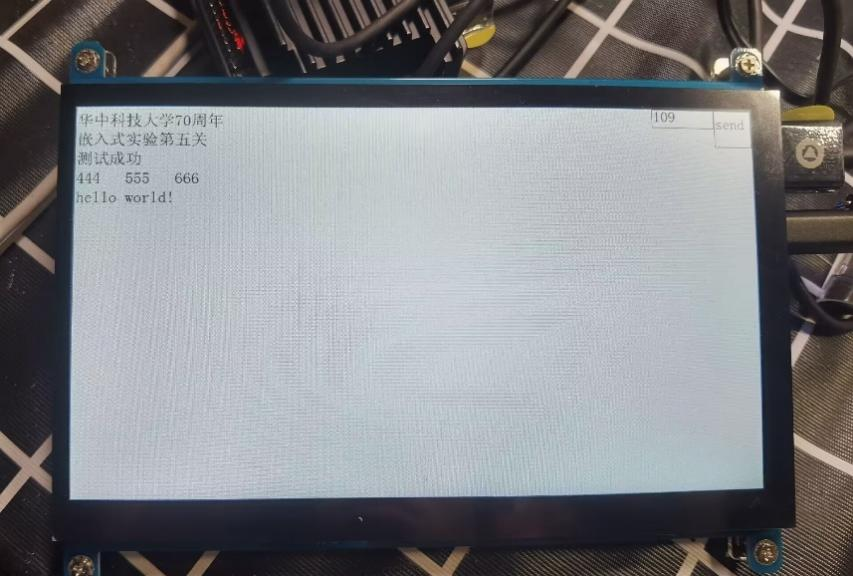 华中科技大学70周年
嵌入式实验第五关
测试成功
444 555 666
hello world!
109
send